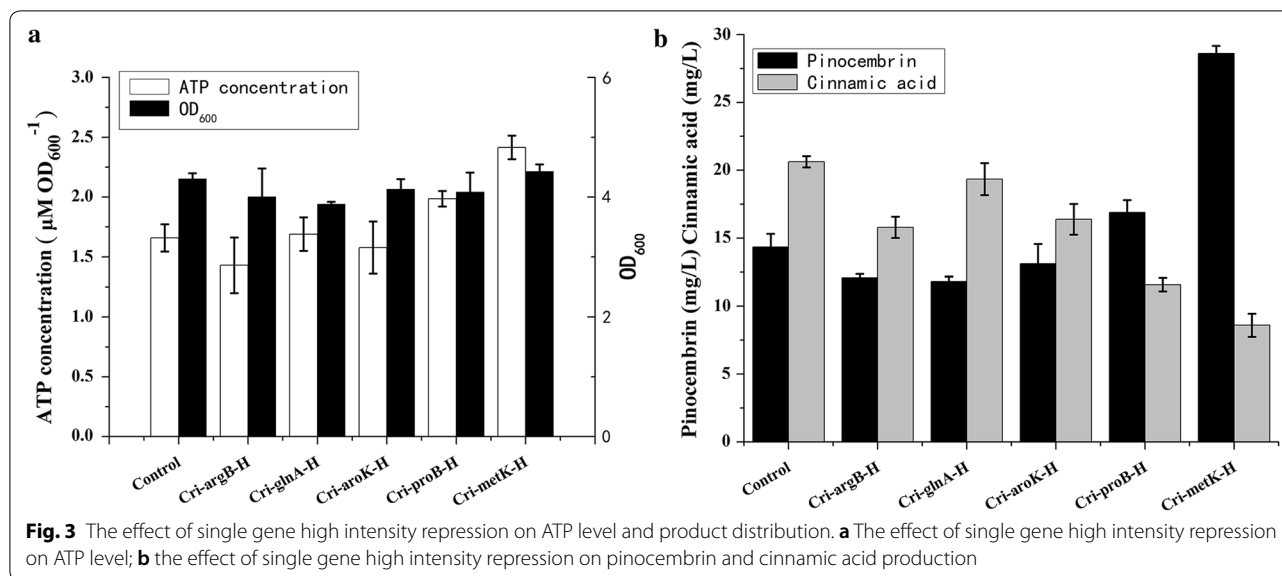 a
ATP concentration
OD600
ATP concentration ( μM OD600-1)
3.0
2.5
2.0
1.5
1.0
0.5
0.0
6
4
2
0
OD600
Control
Cri-argB-H
Cri-glnA-H
Cri-aroK-H
Cri-proB-H
Cri-metK-H
b
Pinocembrin
Cinnamic acid
Pinocembrin (mg/L) Cinnamic acid (mg/L)
30
25
20
15
10
5
0
Control
Cri-argB-H
Cri-glnA-H
Cri-aroK-H
Cri-proB-H
Cri-metK-H
Fig. 3 The effect of single gene high intensity repression on ATP level and product distribution. a The effect of single gene high intensity repression
on ATP level; b the effect of single gene high intensity repression on pinocembrin and cinnamic acid production